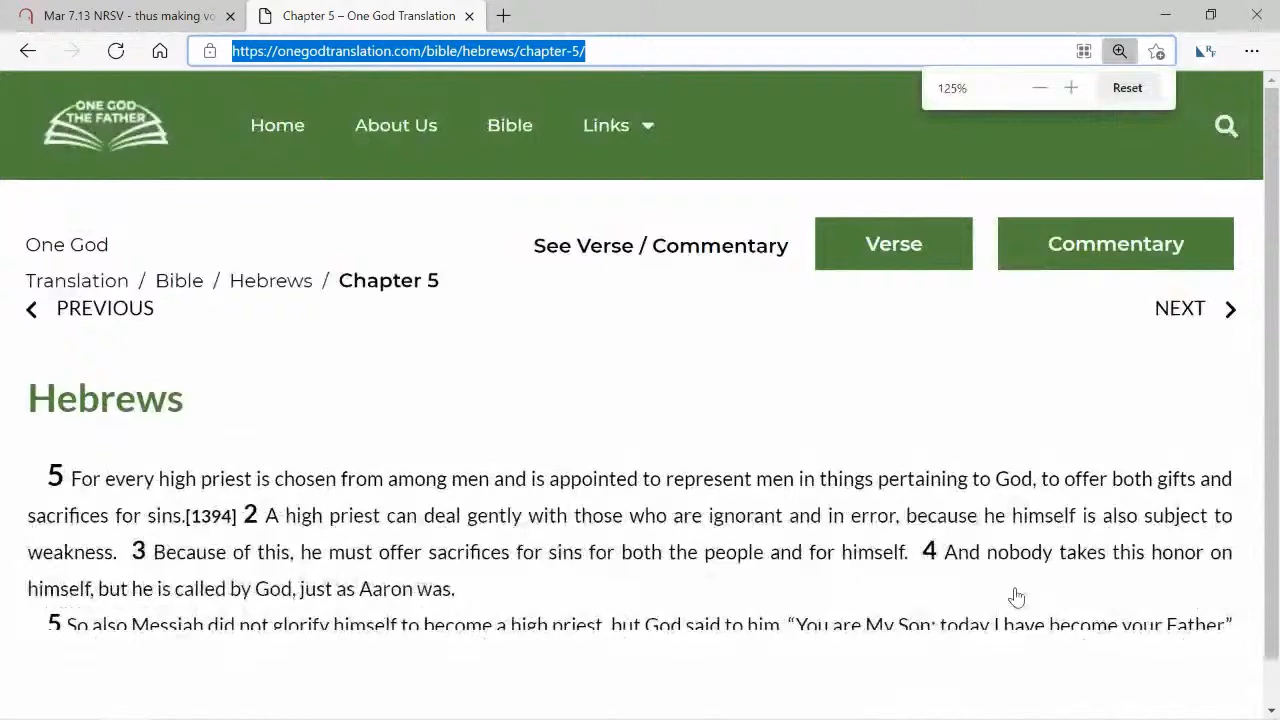 Mar 7.13 NRSV - thus making vo
Chapter 5 – One God Translation
https://onegodtranslation.com/bible/hebrews/chapter-5/
125%
Reset
ONE GOD
THE FATHER
Home
About Us
Bible
Links
One God
Translation / Bible / Hebrews / Chapter 5
See Verse / Commentary
Verse
Commentary
PREVIOUS
NEXT
Hebrews
5 For every high priest is chosen from among men and is appointed to represent men in things pertaining to God, to offer both gifts and
sacrifices for sins.[1394] 2 A high priest can deal gently with those who are ignorant and in error, because he himself is also subject to
weakness. 3 Because of this, he must offer sacrifices for sins for both the people and for himself. 4 And nobody takes this honor on
himself, but he is called by God, just as Aaron was.
5 So also Messiah did not glorify himself to become a high priest, but God said to him, “You are My Son; today I have become your Father”